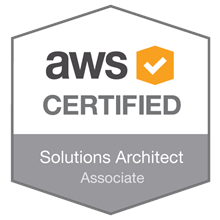 aws
CERTIFIED
Solutions Architect
Associate